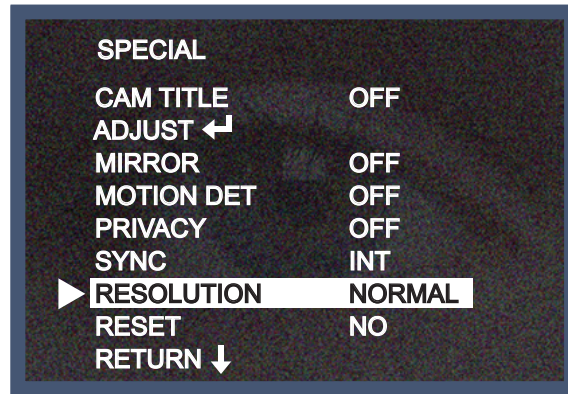 SPECIAL
CAM TITLE OFF
ADJUST ↵
MIRROR OFF
MOTION DET OFF
PRIVACY OFF
SYNC INT
RESOLUTION NORMAL
RESET NO
RETURN ↓